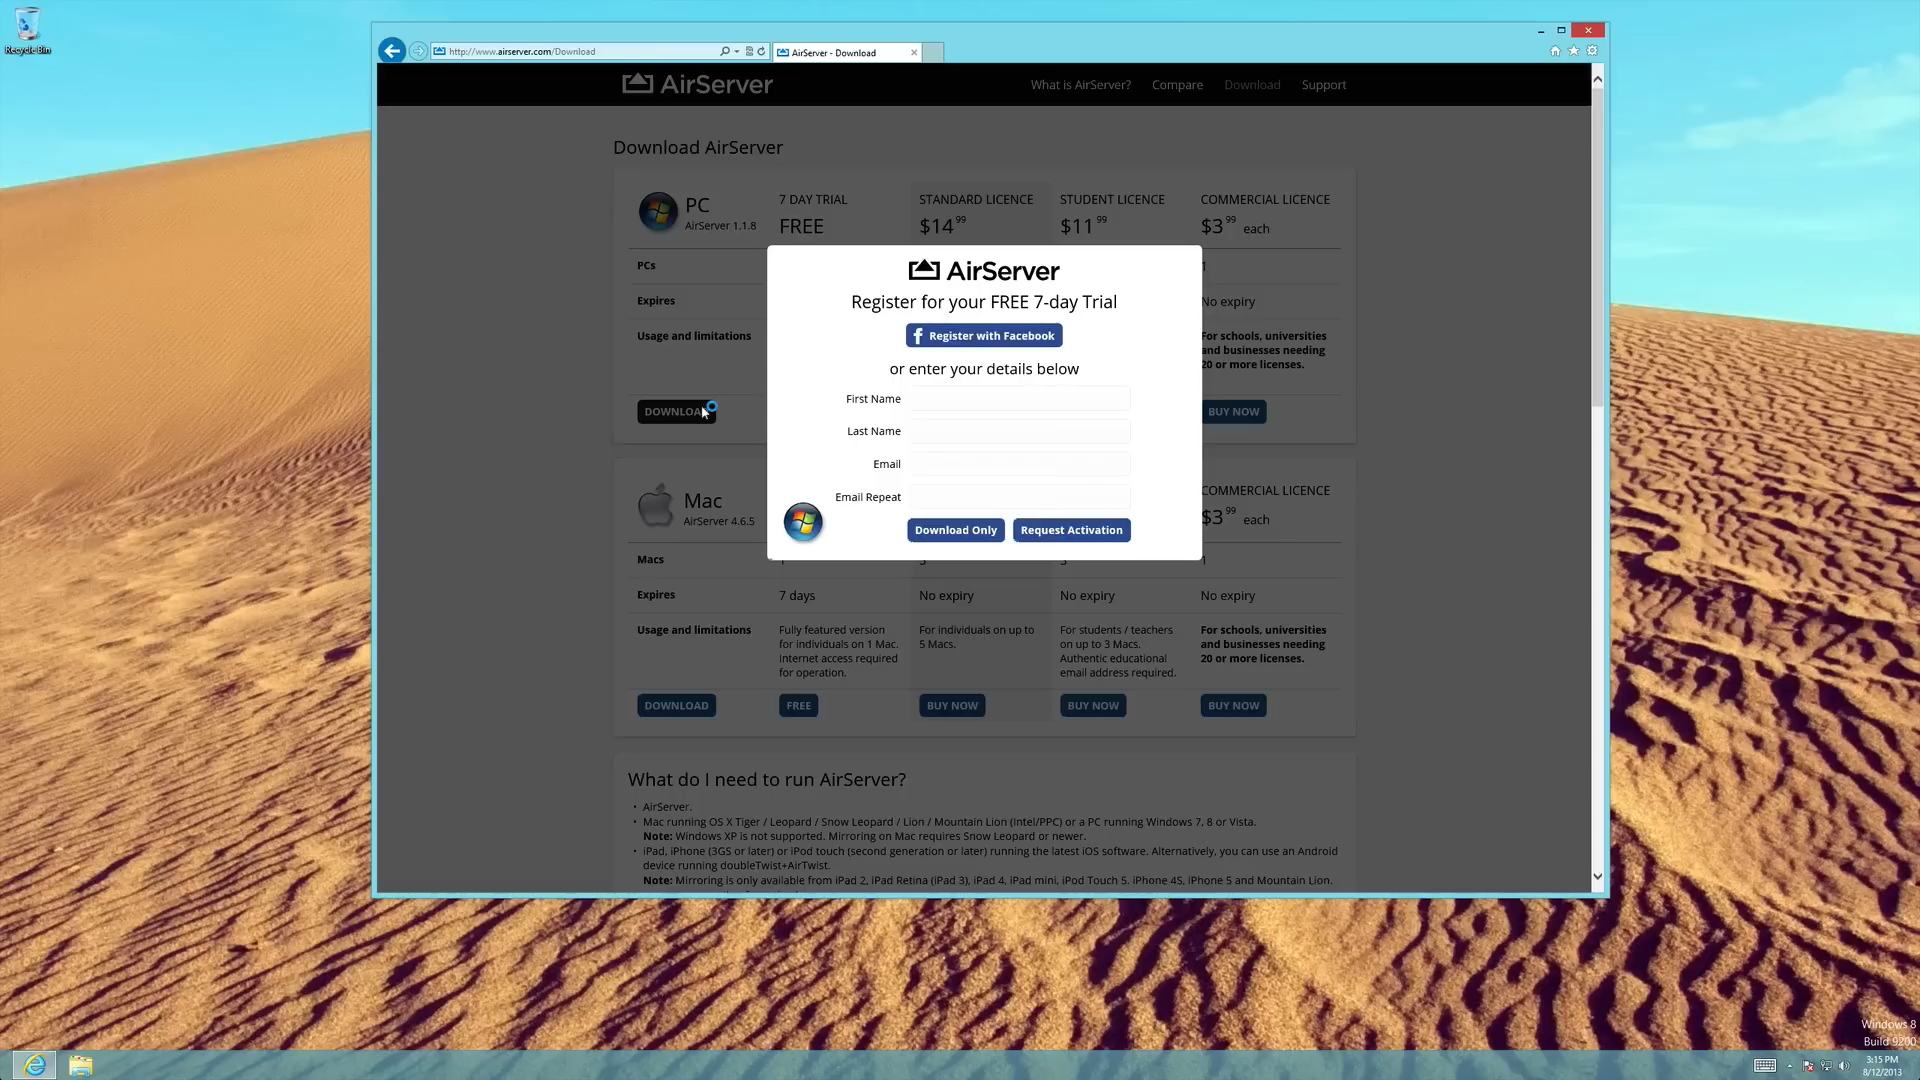 Recycle Bin
http://www.airserver.com/Download
AirServer - Download
AirServer
What is AirServer?
Compare
Download
Support
Download AirServer
PC
AirServer 1.1.8
7 DAY TRIAL
FREE
STANDARD LICENCE
$14 99
STUDENT LICENCE
$11 99
COMMERCIAL LICENCE
$3 99 each
PCs
Expires
No expiry
Usage and limitations
For schools, universities
and businesses needing
20 or more licenses.
BUY NOW
AirServer
Register for your FREE 7-day Trial
Register with Facebook
or enter your details below
First Name
Last Name
Email
Email Repeat
Download Only
Request Activation
Mac
AirServer 4.6.5
COMMERCIAL LICENCE
$3 99 each
Macs
Expires
7 days
No expiry
No expiry
No expiry
Usage and limitations
Fully featured version
for individuals on 1 Mac.
Internet access required
for operation.
For individuals on up to
5 Macs.
For students / teachers
on up to 3 Macs.
Authentic educational
email address required.
For schools, universities
and businesses needing
20 or more licenses.
DOWNLOAD
FREE
BUY NOW
BUY NOW
BUY NOW
What do I need to run AirServer?
• AirServer.
• Mac running OS X Tiger / Leopard / Snow Leopard / Lion / Mountain Lion (Intel/PPC) or a PC running Windows 7, 8 or Vista.
Note: Windows XP is not supported. Mirroring on Mac requires Snow Leopard or newer.
• iPad, iPhone (3GS or later) or iPod touch (second generation or later) running the latest iOS software. Alternatively, you can use an Android
device running doubleTwist+AirTwist.
Note: Mirroring is only available from iPad 2, iPad Retina (iPad 3), iPad 4, iPad mini, iPod Touch 5, iPhone 4S, iPhone 5 and Mountain Lion.
Windows 8
Build 9200
3:15 PM
8/12/2013